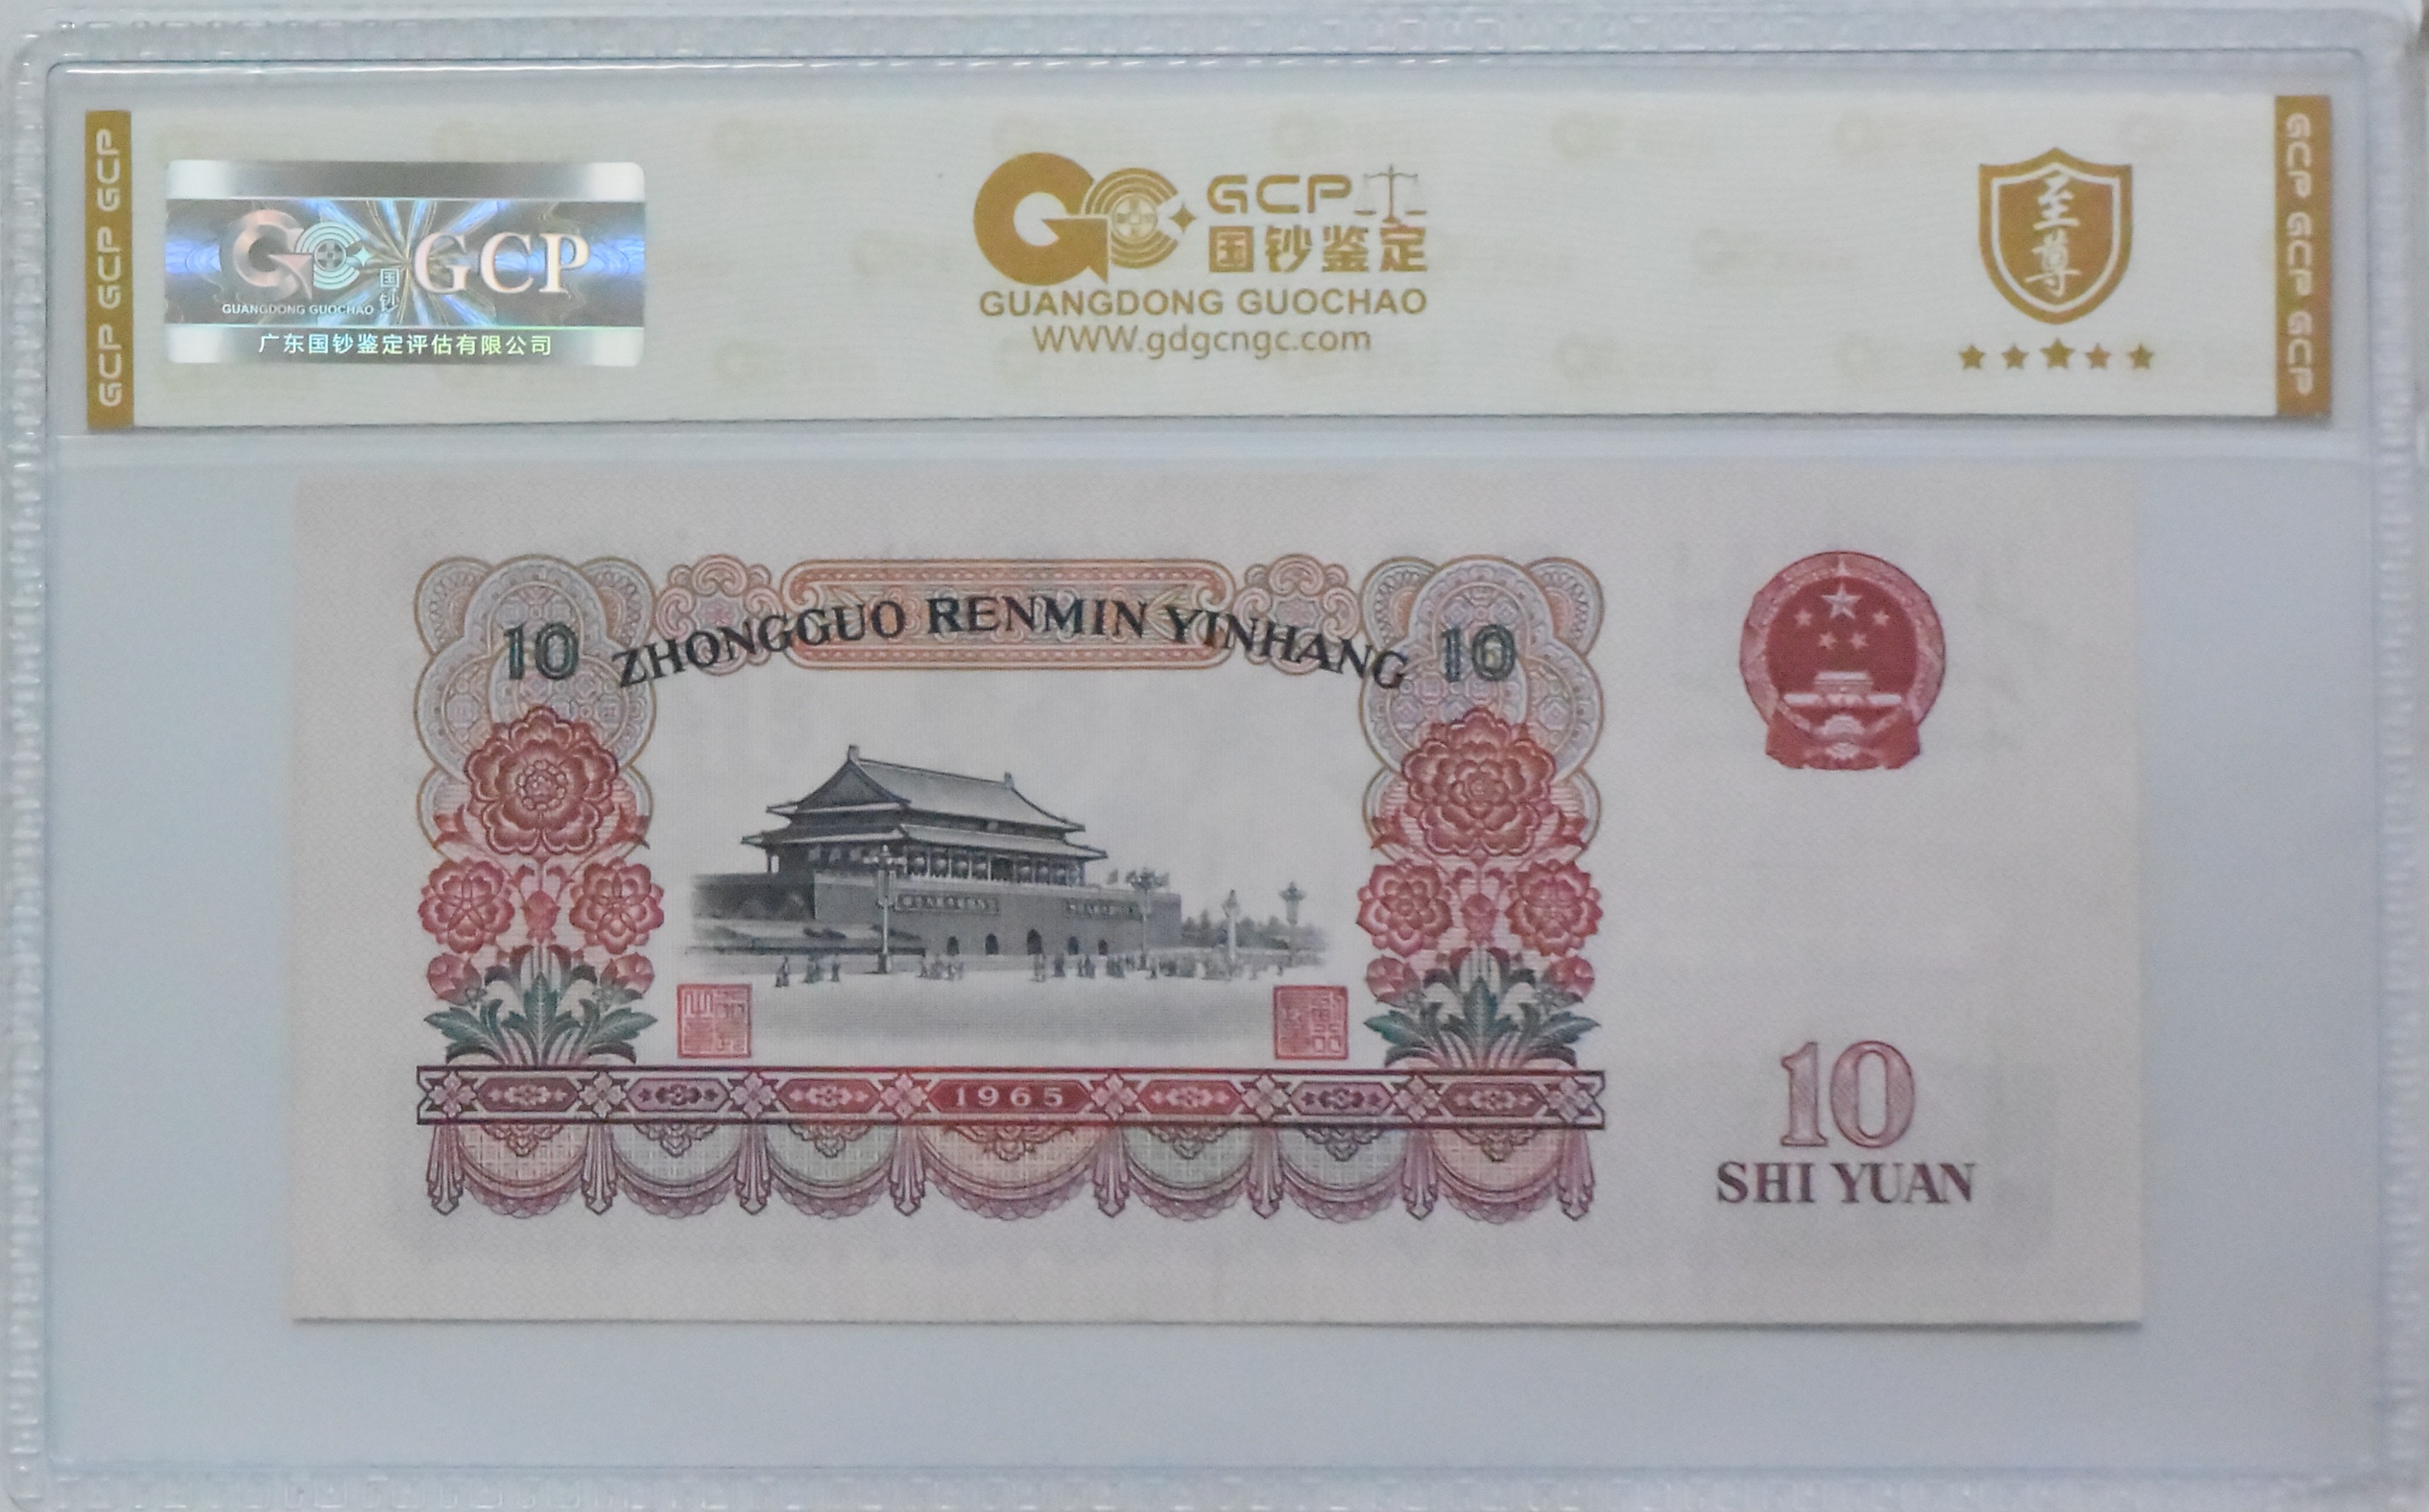 GCP GCP GCP
GCP
国钞
GUANGDONG GUOCHAO
广东国钞鉴定评估有限公司
GCP
国钞鉴定
GUANGDONG GUOCHAO
WWW.gdgcngc.com
至尊
GCP GCP GCP
10 ZHONGGUO RENMIN YINHANG 10
1965
10
SHI YUAN